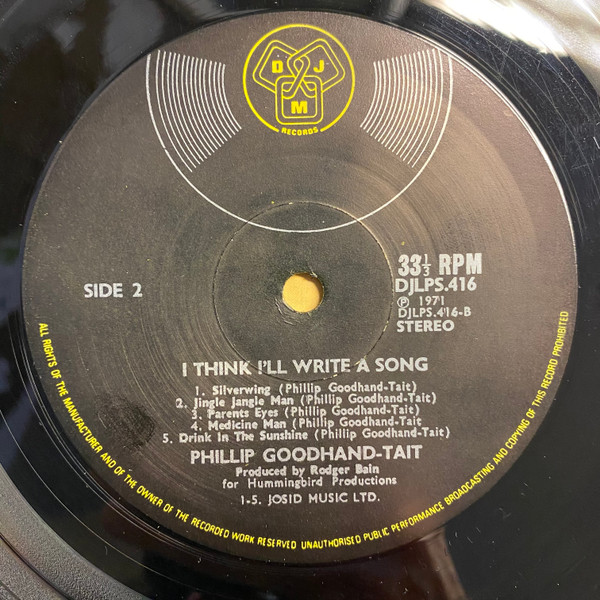 D J M
RECORDS
SIDE 2
33 1/3 RPM
DJLPS.416
Ⓟ 1971
DJLPS.416-B
STEREO
I THINK I'LL WRITE A SONG
1. Silverwing (Phillip Goodhand-Tait)
2. Jingle Jangle Man (Phillip Goodhand-Tait)
3. Parents Eyes (Phillip Goodhand-Tait)
4. Medicine Man (Phillip Goodhand-Tait
5. Drink In The Sunshine (Phillip Goodhand-Tait)
PHILLIP GOODHAND-TAIT
Produced by Rodger Bain
for Hummingbird Productions
1-5. JOSID MUSIC LTD.
ALL RIGHTS OF THE MANUFACTURER AND OF THE OWNER OF THE RECORDED WORK RESERVED UNAUTHORISED PUBLIC PERFORMANCE BROADCASTING AND COPYING OF THIS RECORD PROHIBITED